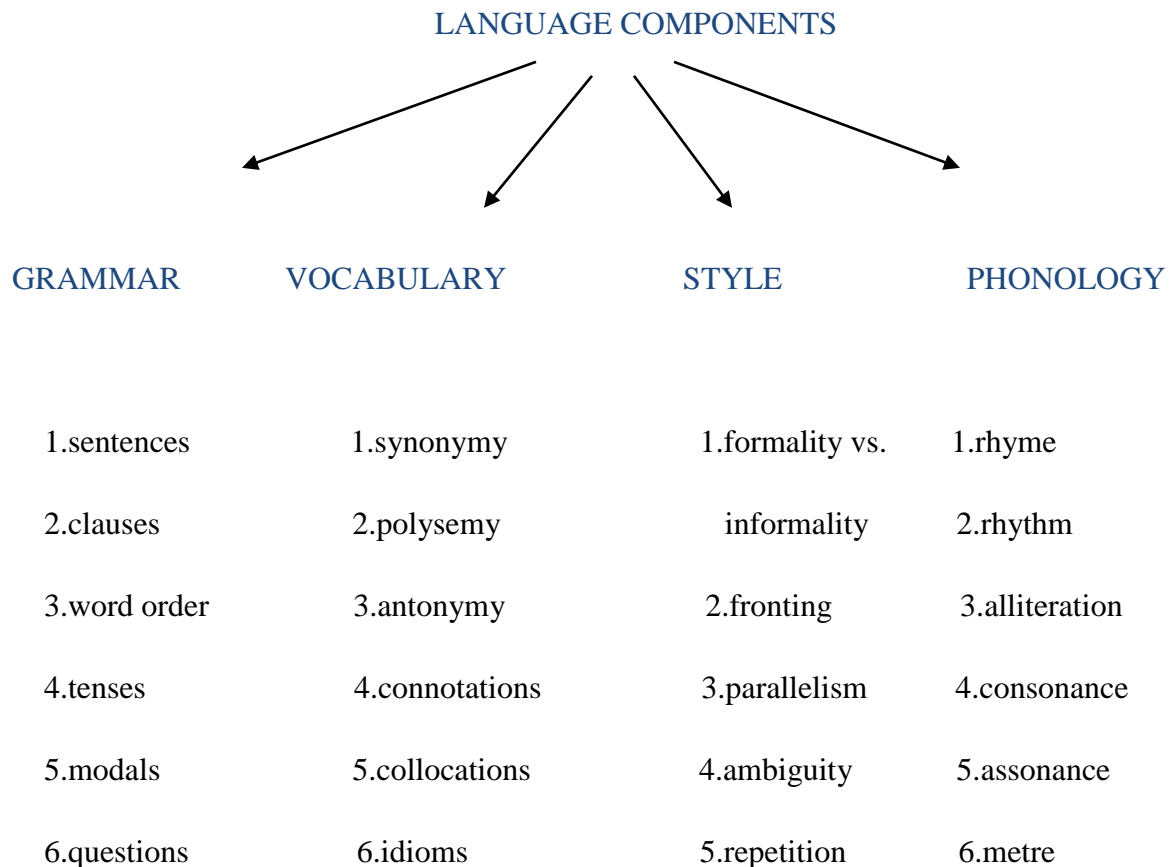 LANGUAGE COMPONENTS
GRAMMAR VOCABULARY STYLE PHONOLOGY
1.sentences 1.synonymy 1.formality vs. 1.rhyme
2.clauses 2.polysemy informality 2.rhythm
3.word order 3.antonymy 2.fronting 3.alliteration
4.tenses 4.connotations 3.parallelism 4.consonance
5.modals 5.collocations 4.ambiguity 5.assonance
6.questions 6.idioms 5.repetition 6.metre